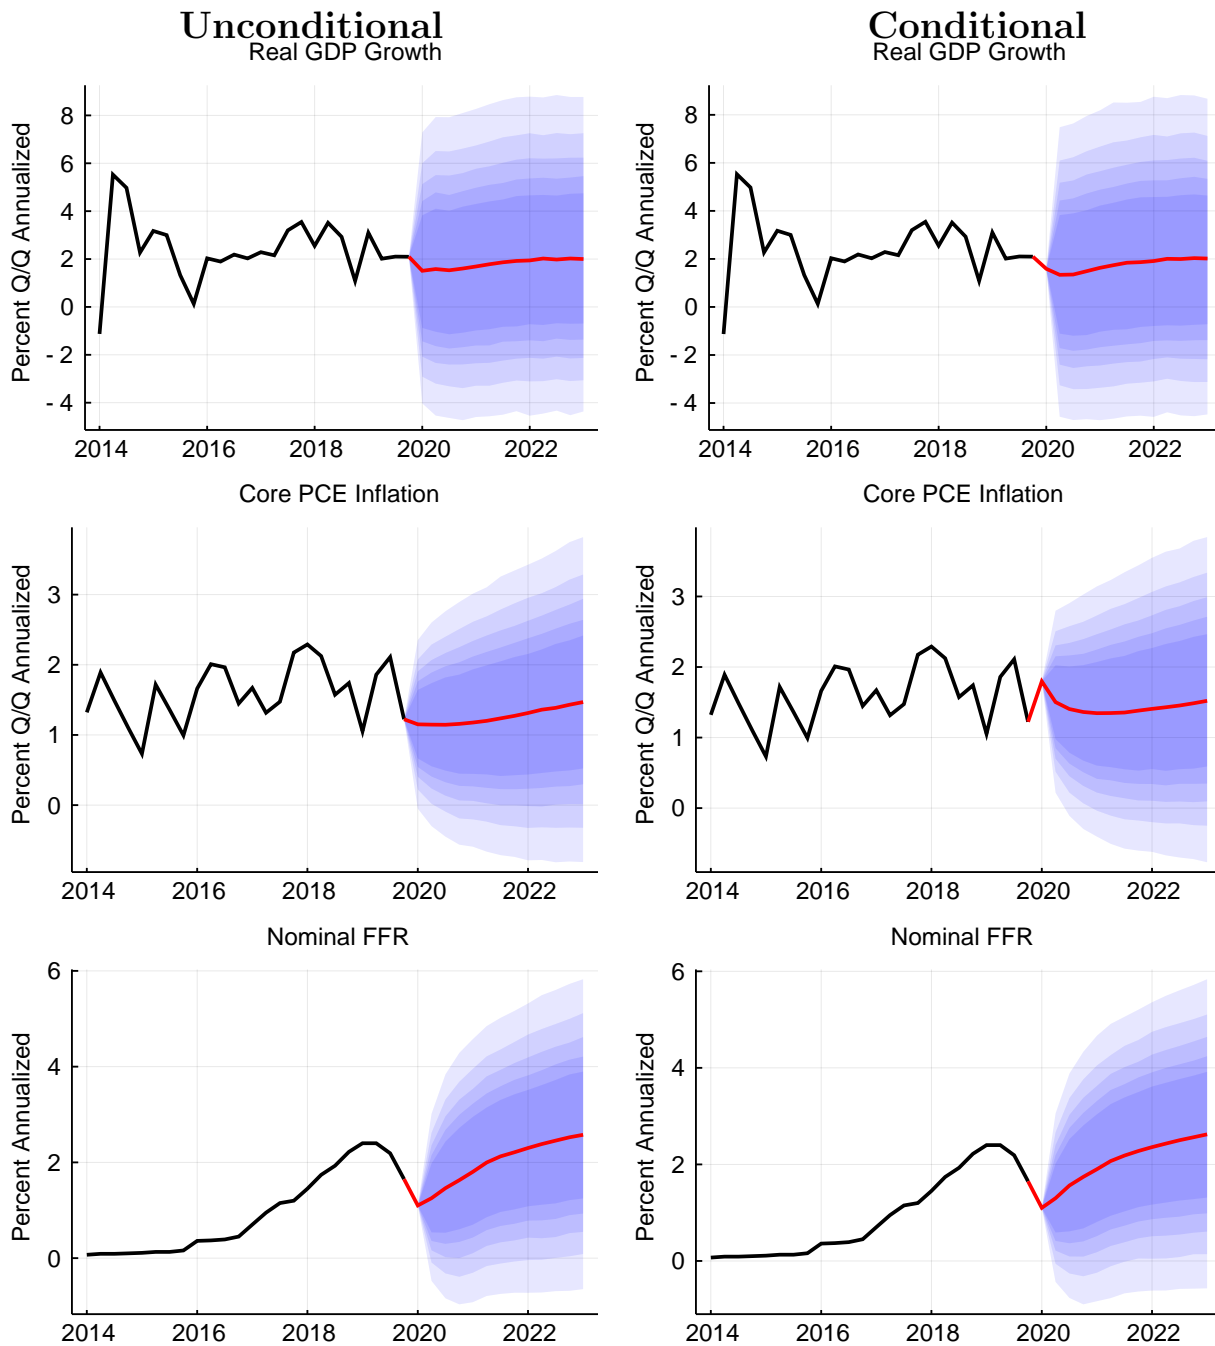 Unconditional
Real GDP Growth
Percent Q/Q Annualized
8
6
4
2
0
- 2
- 4
2014 2016 2018 2020 2022
Conditional
Real GDP Growth
Percent Q/Q Annualized
8
6
4
2
0
- 2
- 4
2014 2016 2018 2020 2022
Core PCE Inflation
Percent Q/Q Annualized
3
2
1
0
2014 2016 2018 2020 2022
Core PCE Inflation
Percent Q/Q Annualized
3
2
1
0
2014 2016 2018 2020 2022
Nominal FFR
Percent Annualized
6
4
2
0
2014 2016 2018 2020 2022
Nominal FFR
Percent Annualized
6
4
2
0
2014 2016 2018 2020 2022